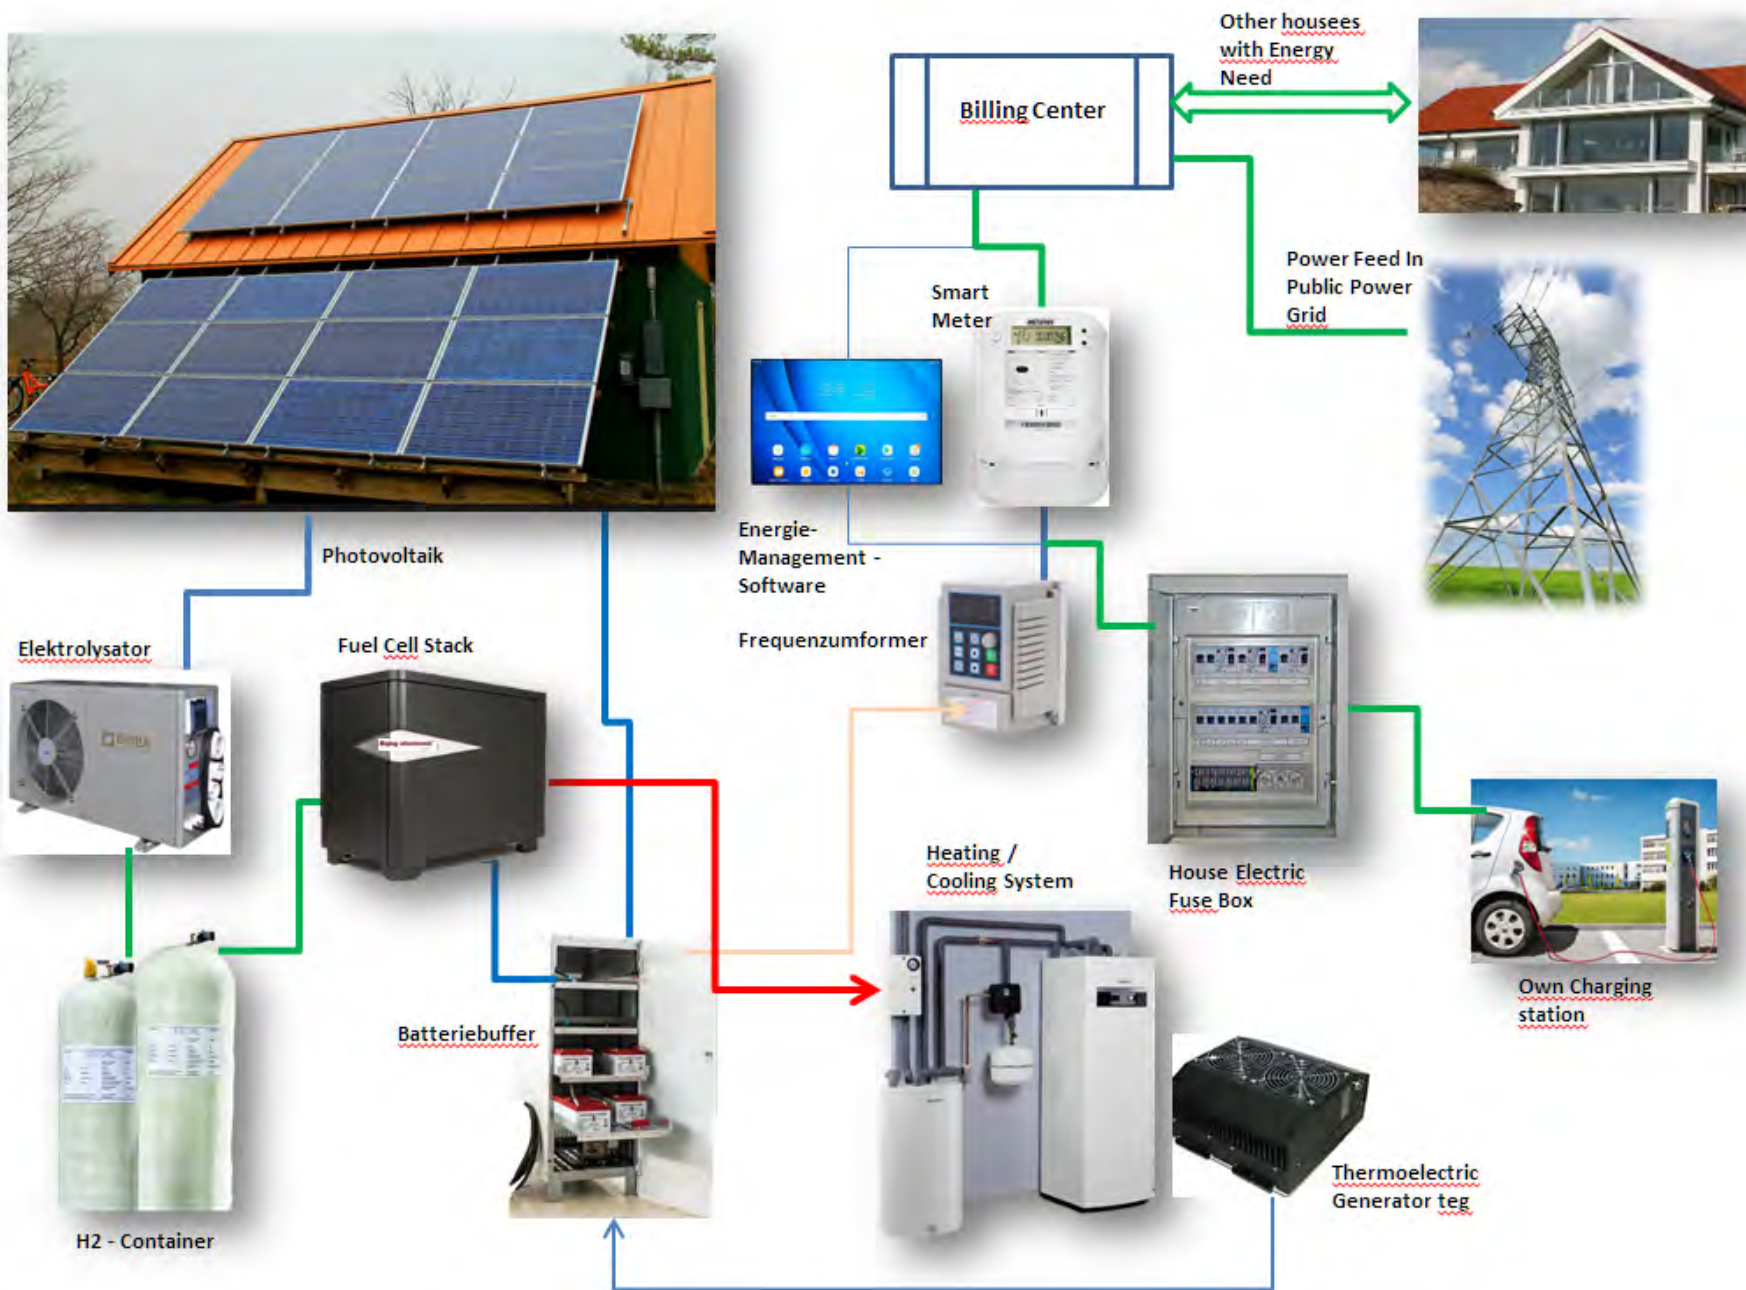 Other housees
with Energy
Need
Billing Center
Power Feed In
Public Power
Grid
Smart
Meter
Energie-
Management -
Software
Photovoltaik
Elektrolysator
Fuel Cell Stack
Frequenzumformer
Heating /
Cooling System
House Electric
Fuse Box
Own Charging
station
Batteriebuffer
Thermoelectric
Generator teg
H2 - Container